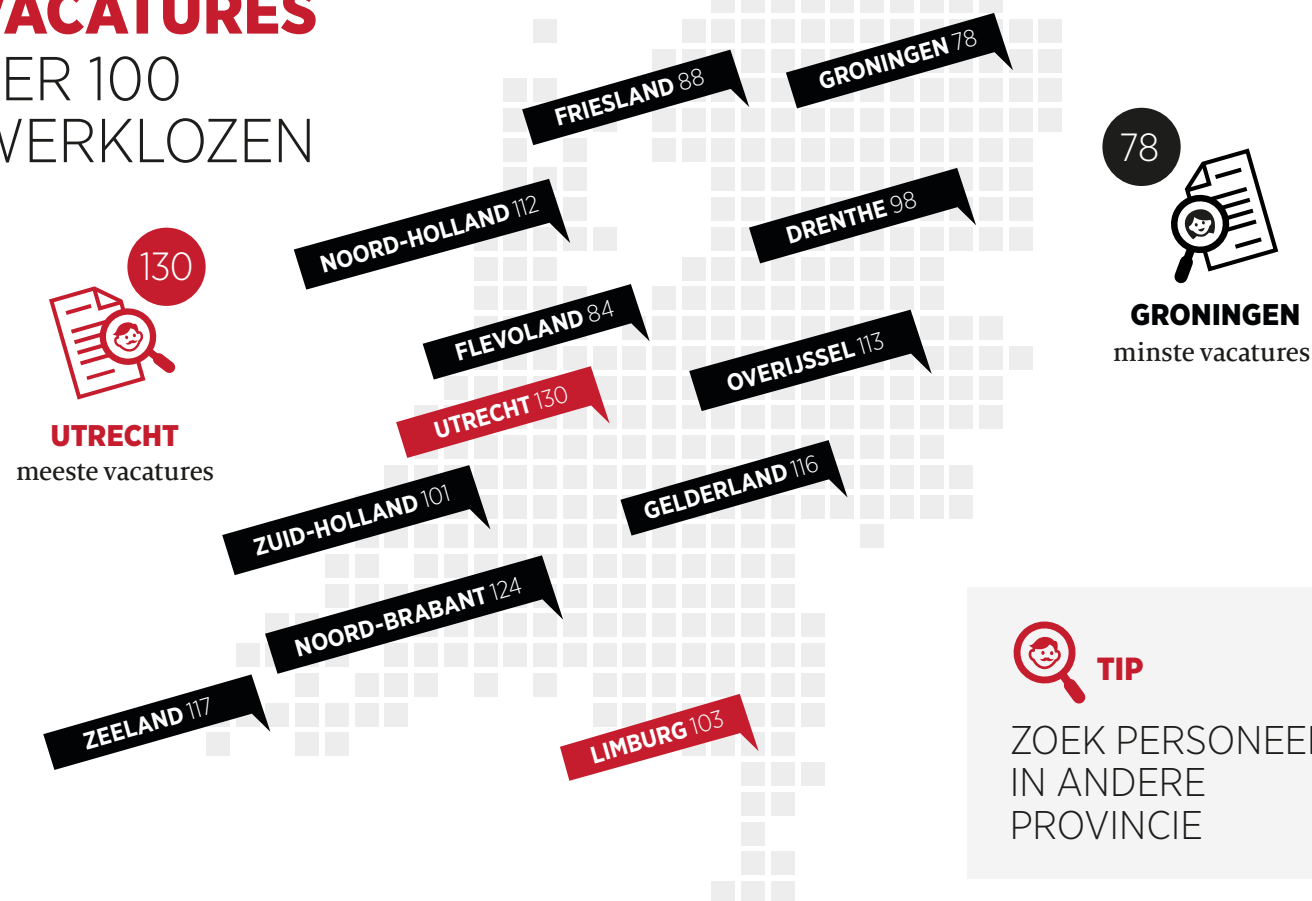 VACATURES
ER 100
WERKLOZEN
GRONINGEN 78
FRIESLAND 88
78
DRENTHE 98
NOORD-HOLLAND 112
130
GRONINGEN
minste vacatures
FLEVOLAND 84
OVERIJSSEL 113
UTRECHT 130
UTRECHT
meeste vacatures
GELDERLAND 116
ZUID-HOLLAND 101
NOORD-BRABANT 124
TIP
ZEELAND 117
LIMBURG 103
ZOEK PERSONEEL
IN ANDERE
PROVINCIE